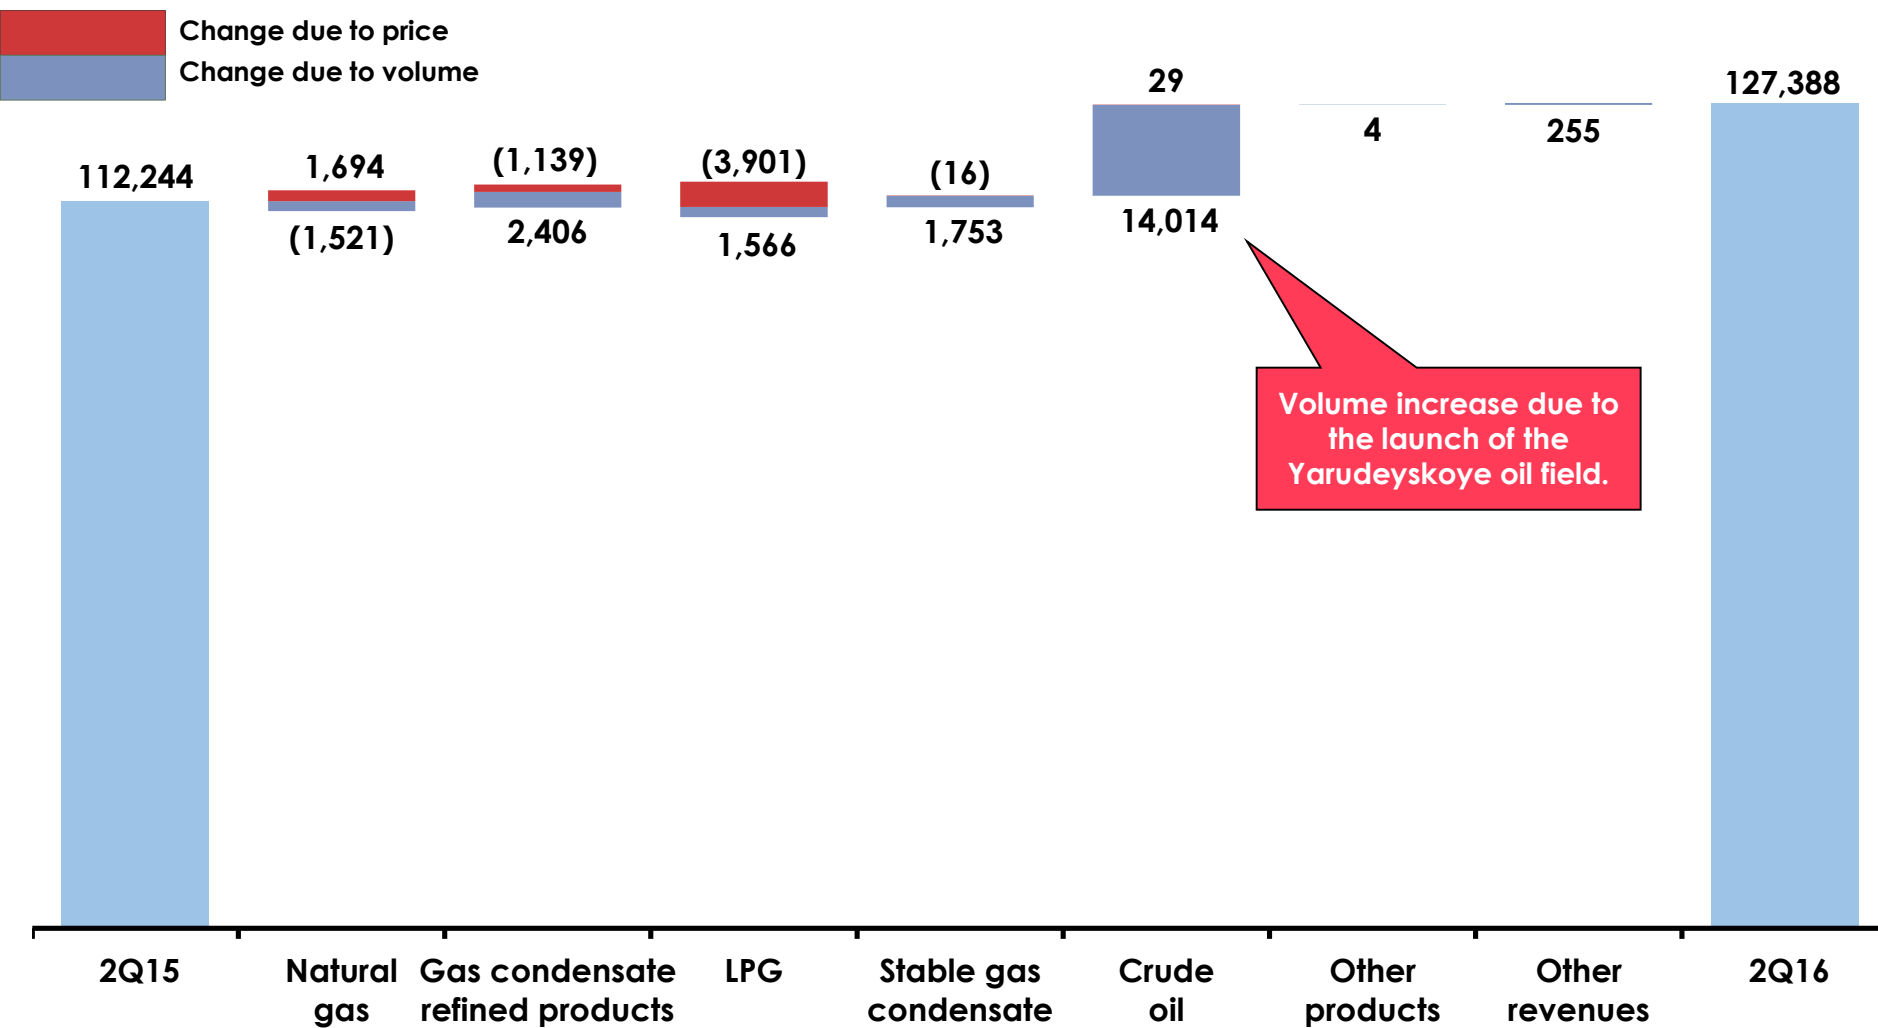 Change due to price
Change due to volume
112,244
1,694
(1,521)
(1,139)
2,406
(3,901)
1,566
(16)
1,753
29
14,014
4
255
127,388
Volume increase due to
the launch of the
Yarudeyskoye oil field.
2Q15
Natural
gas
Gas condensate
refined products
LPG
Stable gas
condensate
Crude
oil
Other
products
Other
revenues
2Q16